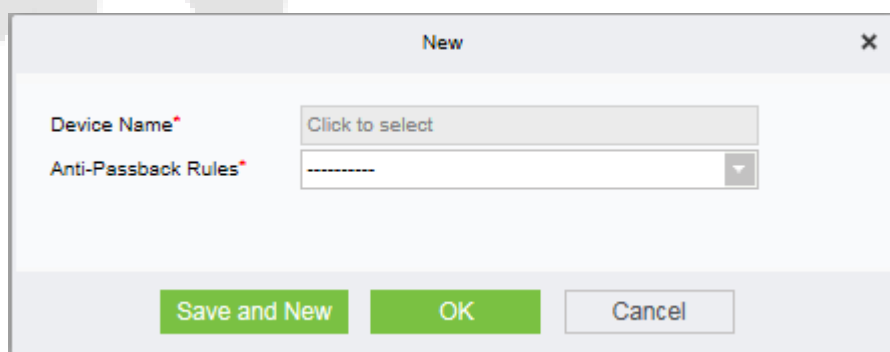 New
Device Name* Click to select
Anti-Passback Rules* ----------
Save and New OK Cancel